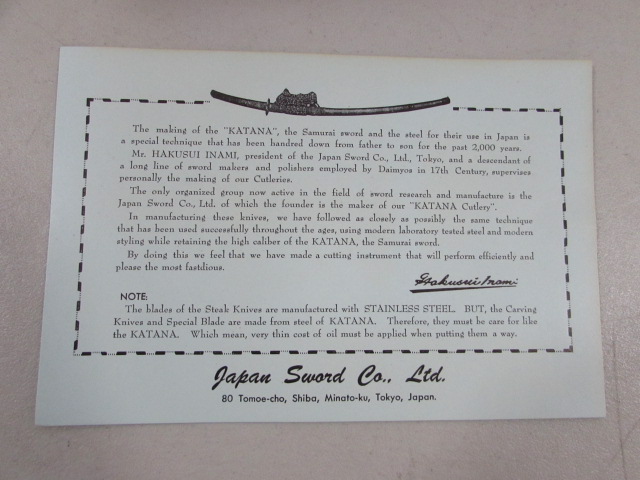 The making of the "KATANA", the Samurai sword and the steel for their use in Japan is
a special technique that has been handred down from father to son for the past 2,000 years.
Mr. HAKUSUI INAMI, president of the Japan Sword Co., Ltd., Tokyo, and a descendant of
a long line of sword makers and polishers employed by Daimyos in 17th Century, supervises
personally the making of our Cutleries.
The only organized group now active in the field of sword research and manufacture is the
Japan Sword Co., Ltd. of which the founder is the maker of our "KATANA Cutlery".
In manufacturing these knives, we have followed as closely as possibly the same technique
that has been used successfully throughout the ages, using modern laboratory tested steel and modern
styling while retaining the high caliber of the KATANA, the Samurai sword.
By doing this we feel that we have made a cutting instrument that will perform efficiently and
please the most fastdious.
Hakusui Inami
NOTE:
The blades of the Steak Knives are manufactured with STAINLESS STEEL. BUT, the Carving
Knives and Special Blade are made from steel of KATANA. Therefore, they must be care for like
the KATANA. Which mean, very thin cost of oil must be applied when putting them a way.
Japan Sword Co., Ltd.
80 Tomoe-cho, Shiba, Minato-ku, Tokyo, Japan.